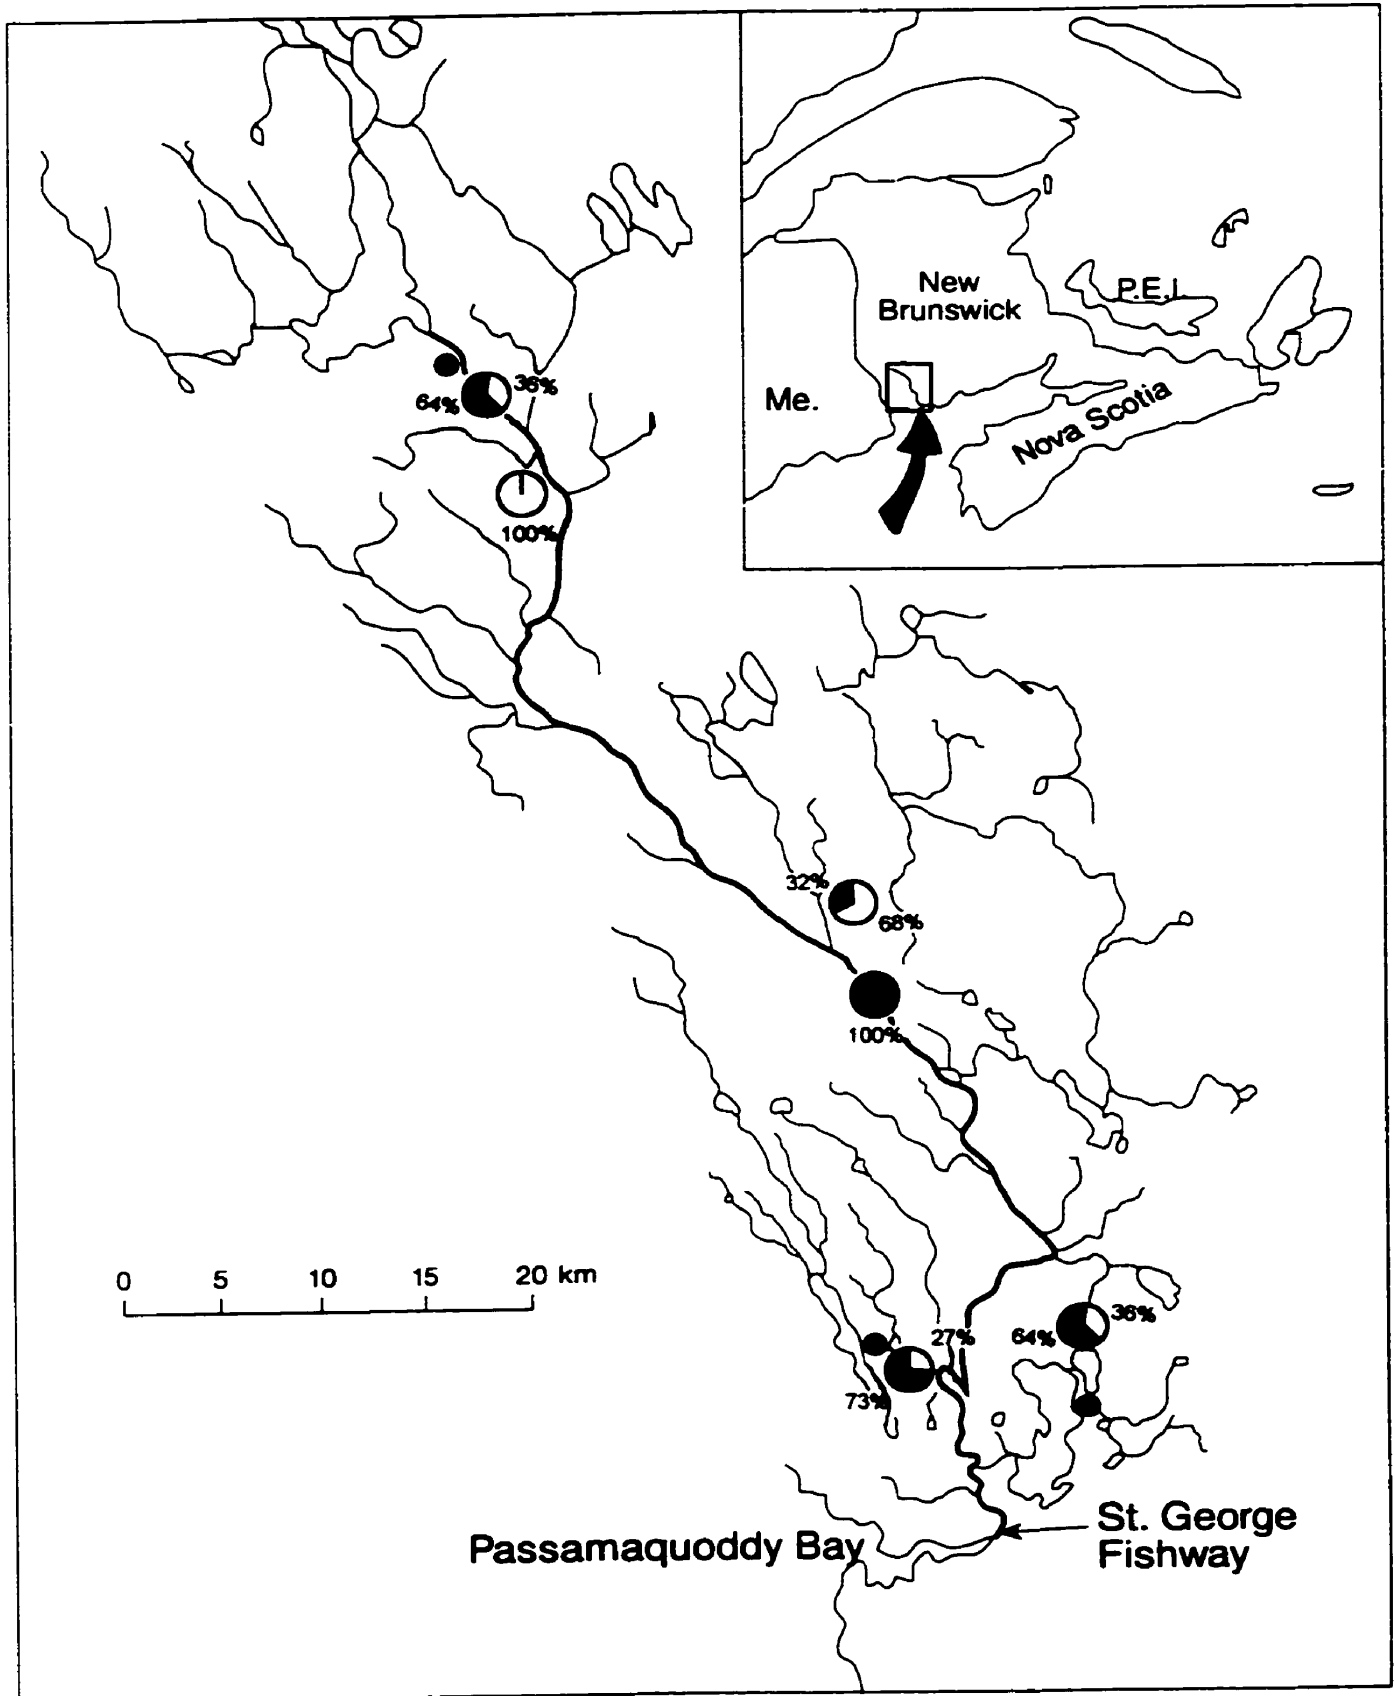 New
Brunswick
P.E.I.
Me.
Nova Scotia
36%
64%
100%
32%
68%
100%
0 5 10 15 20 km
36%
64%
27%
73%
St. George
Fishway
Passamaquoddy Bay